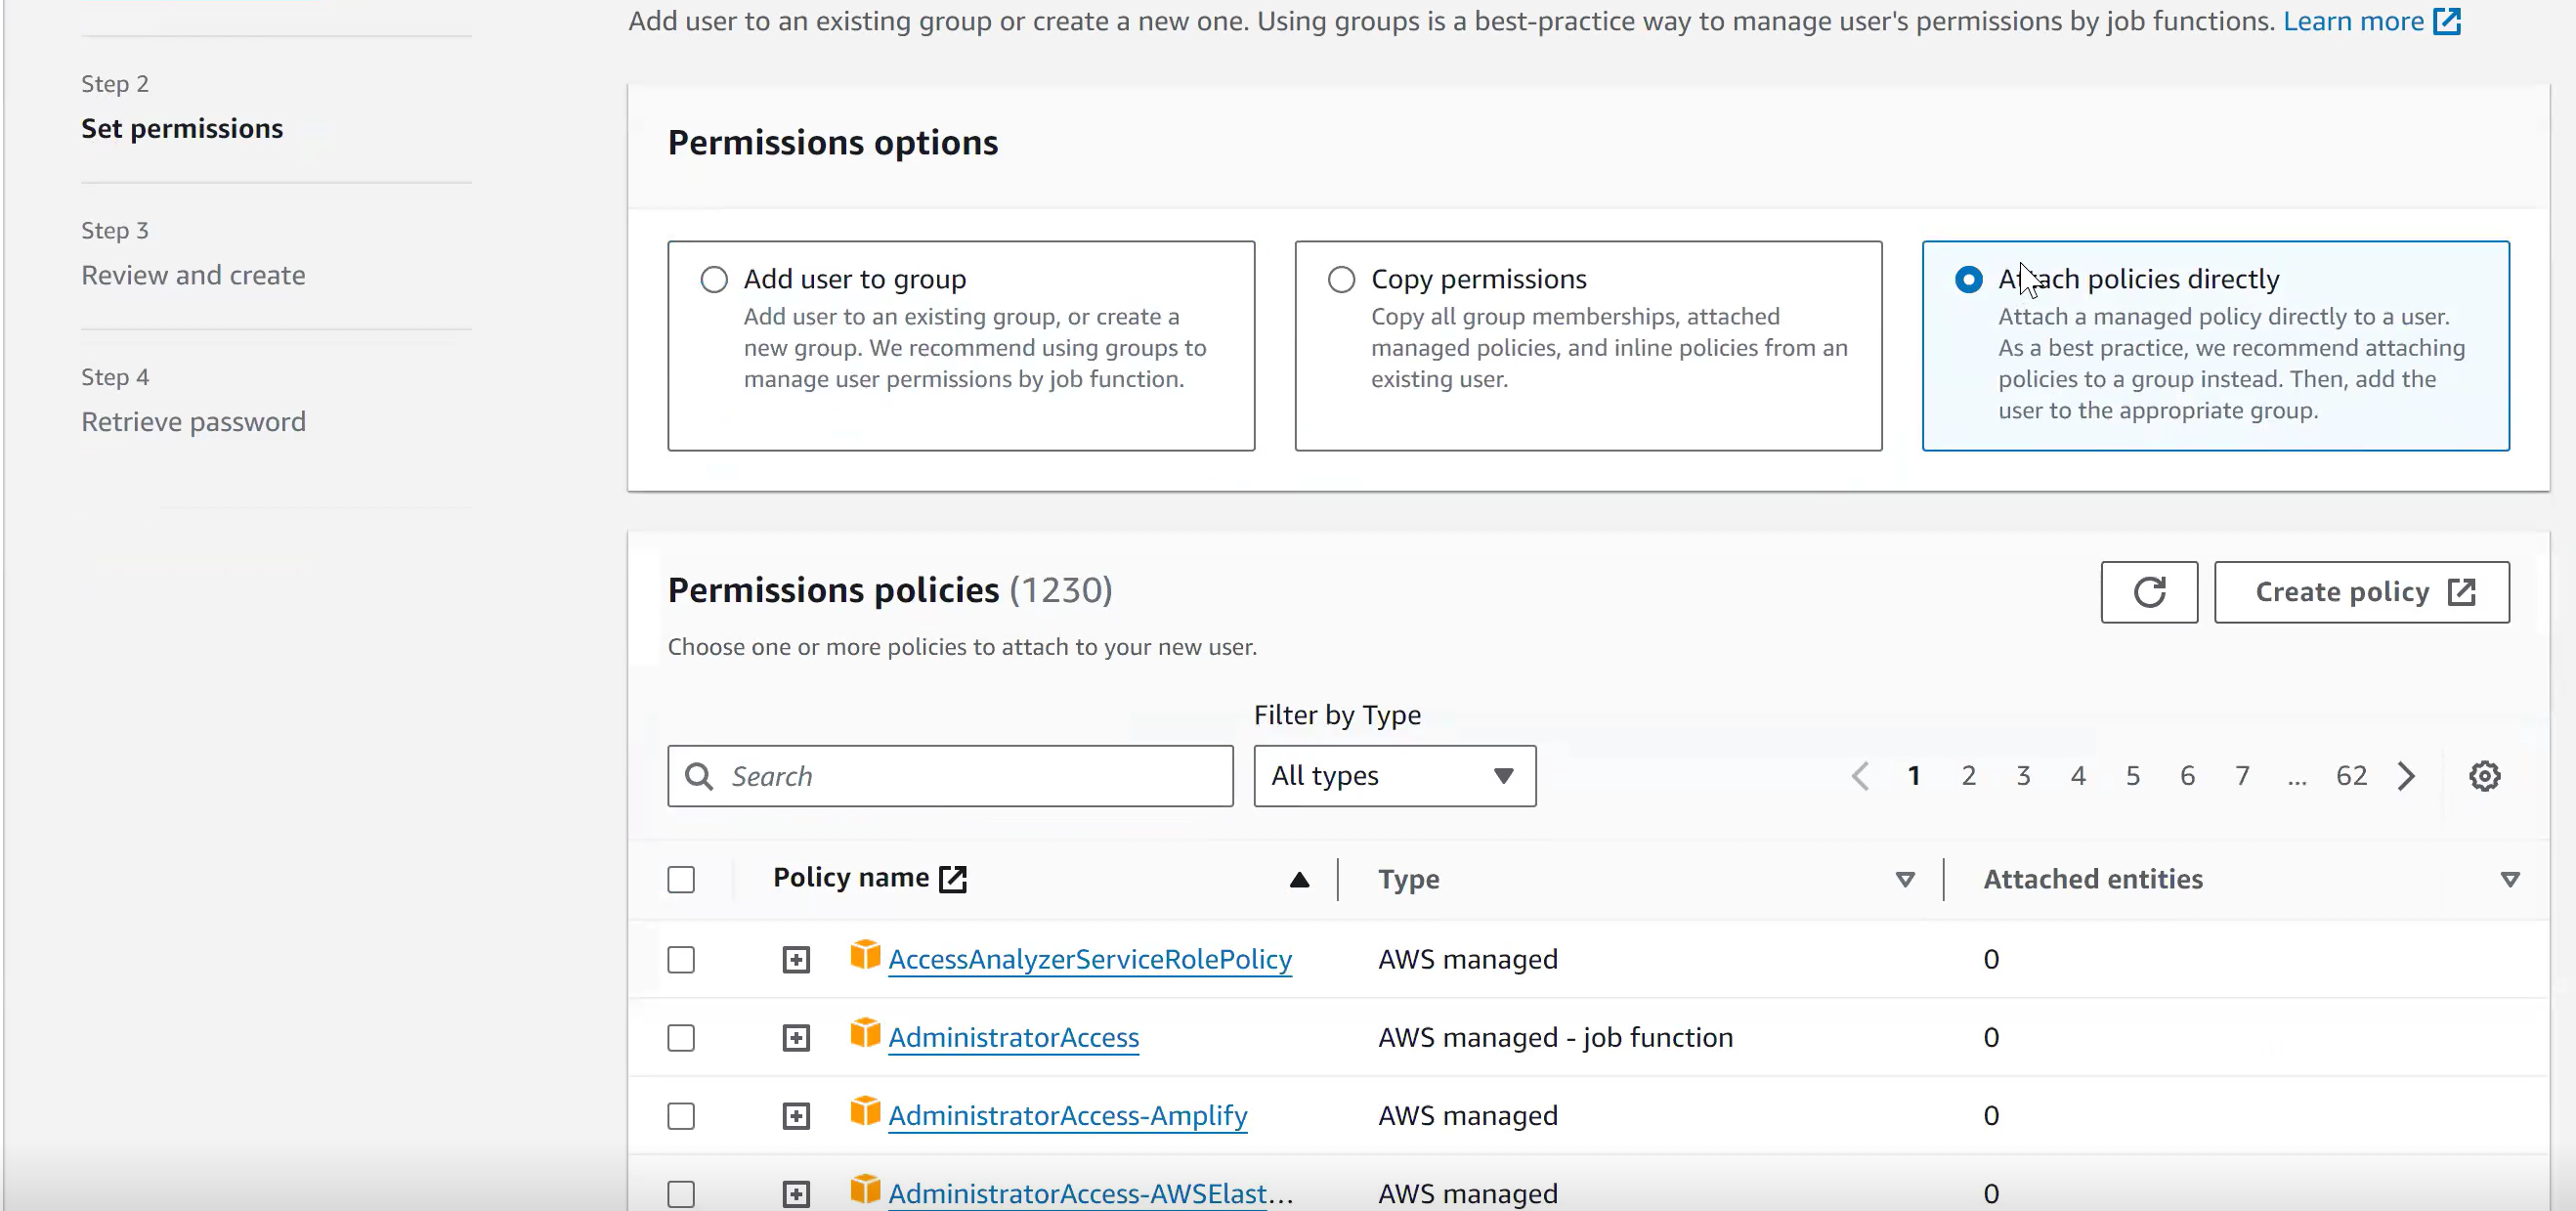 Add user to an existing group or create a new one. Using groups is a best-practice way to manage user's permissions by job functions. Learn more
Step 2
Set permissions
Step 3
Review and create
Step 4
Retrieve password
Permissions options
Add user to group
Add user to an existing group, or create a
new group. We recommend using groups to
manage user permissions by job function.
Copy permissions
Copy all group memberships, attached
managed policies, and inline policies from an
existing user.
Attach policies directly
Attach a managed policy directly to a user.
As a best practice, we recommend attaching
policies to a group instead. Then, add the
user to the appropriate group.
Permissions policies (1230)
Create policy
Choose one or more policies to attach to your new user.
Filter by Type
Search
All types
1 2 3 4 5 6 7 ... 62
Policy name Type Attached entities
AccessAnalyzerServiceRolePolicy AWS managed 0
AdministratorAccess AWS managed - job function 0
AdministratorAccess-Amplify AWS managed 0
AdministratorAccess-AWSElast... AWS managed 0